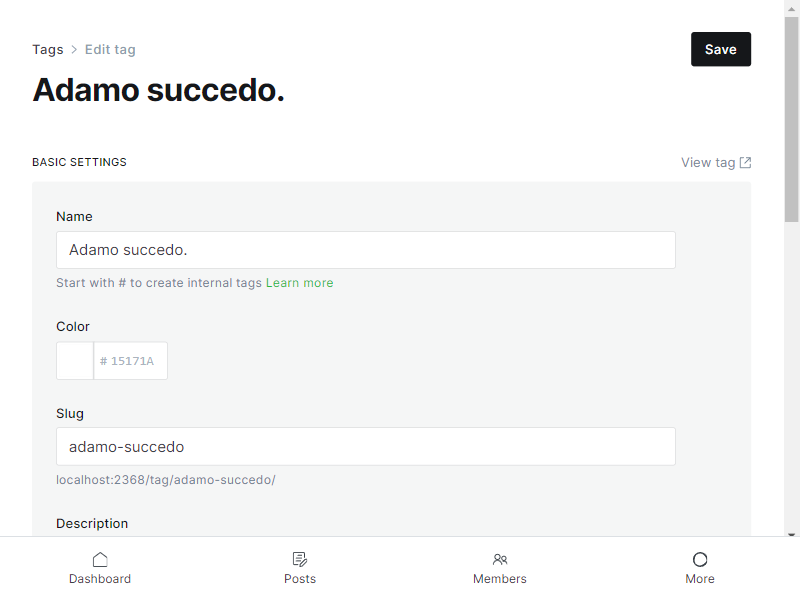 Tags > Edit tag
Save
Adamo succedo.
BASIC SETTINGS
View tag
Name
Adamo succedo.
Start with # to create internal tags Learn more
Color
# 15171A
Slug
adamo-succedo
localhost:2368/tag/adamo-succedo/
Description
Dashboard
Posts
Members
More